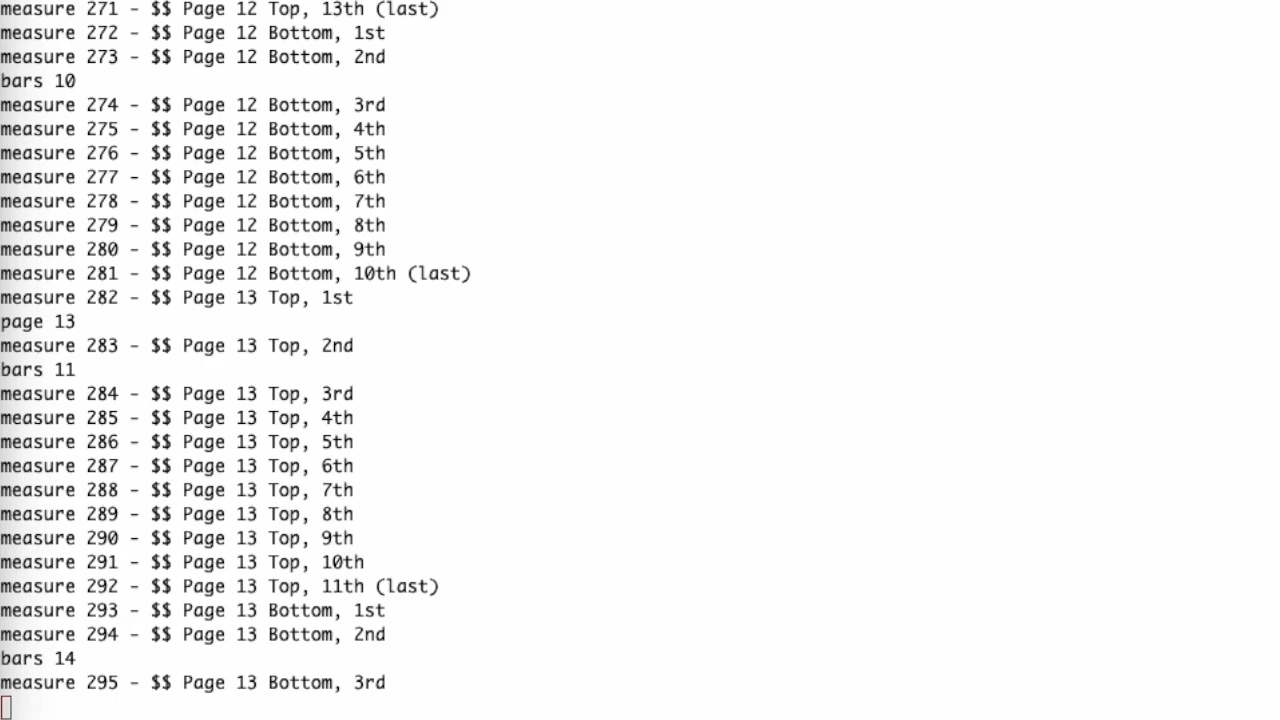 measure 271 - $$ Page 12 Top, 13th (last)
measure 272 - $$ Page 12 Bottom, 1st
measure 273 - $$ Page 12 Bottom, 2nd
bars 10
measure 274 - $$ Page 12 Bottom, 3rd
measure 275 - $$ Page 12 Bottom, 4th
measure 276 - $$ Page 12 Bottom, 5th
measure 277 - $$ Page 12 Bottom, 6th
measure 278 - $$ Page 12 Bottom, 7th
measure 279 - $$ Page 12 Bottom, 8th
measure 280 - $$ Page 12 Bottom, 9th
measure 281 - $$ Page 12 Bottom, 10th (last)
measure 282 - $$ Page 13 Top, 1st
page 13
measure 283 - $$ Page 13 Top, 2nd
bars 11
measure 284 - $$ Page 13 Top, 3rd
measure 285 - $$ Page 13 Top, 4th
measure 286 - $$ Page 13 Top, 5th
measure 287 - $$ Page 13 Top, 6th
measure 288 - $$ Page 13 Top, 7th
measure 289 - $$ Page 13 Top, 8th
measure 290 - $$ Page 13 Top, 9th
measure 291 - $$ Page 13 Top, 10th
measure 292 - $$ Page 13 Top, 11th (last)
measure 293 - $$ Page 13 Bottom, 1st
measure 294 - $$ Page 13 Bottom, 2nd
bars 14
measure 295 - $$ Page 13 Bottom, 3rd